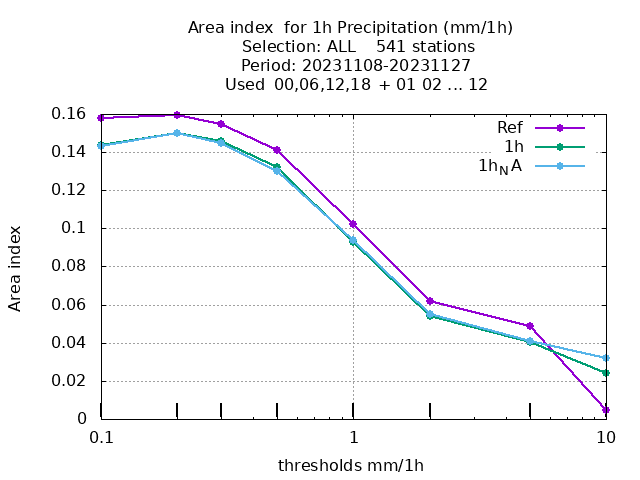 Area index  for 1h Precipitation (mm/1h)
Selection: ALL    541 stations
Period: 20231108-20231127
Used  00,06,12,18  + 01 02 ... 12
Ref
1h
1hNA
0.16
0.14
0.12
0.1
0.08
0.06
0.04
0.02
0
Area index
0.1 1 10
thresholds mm/1h